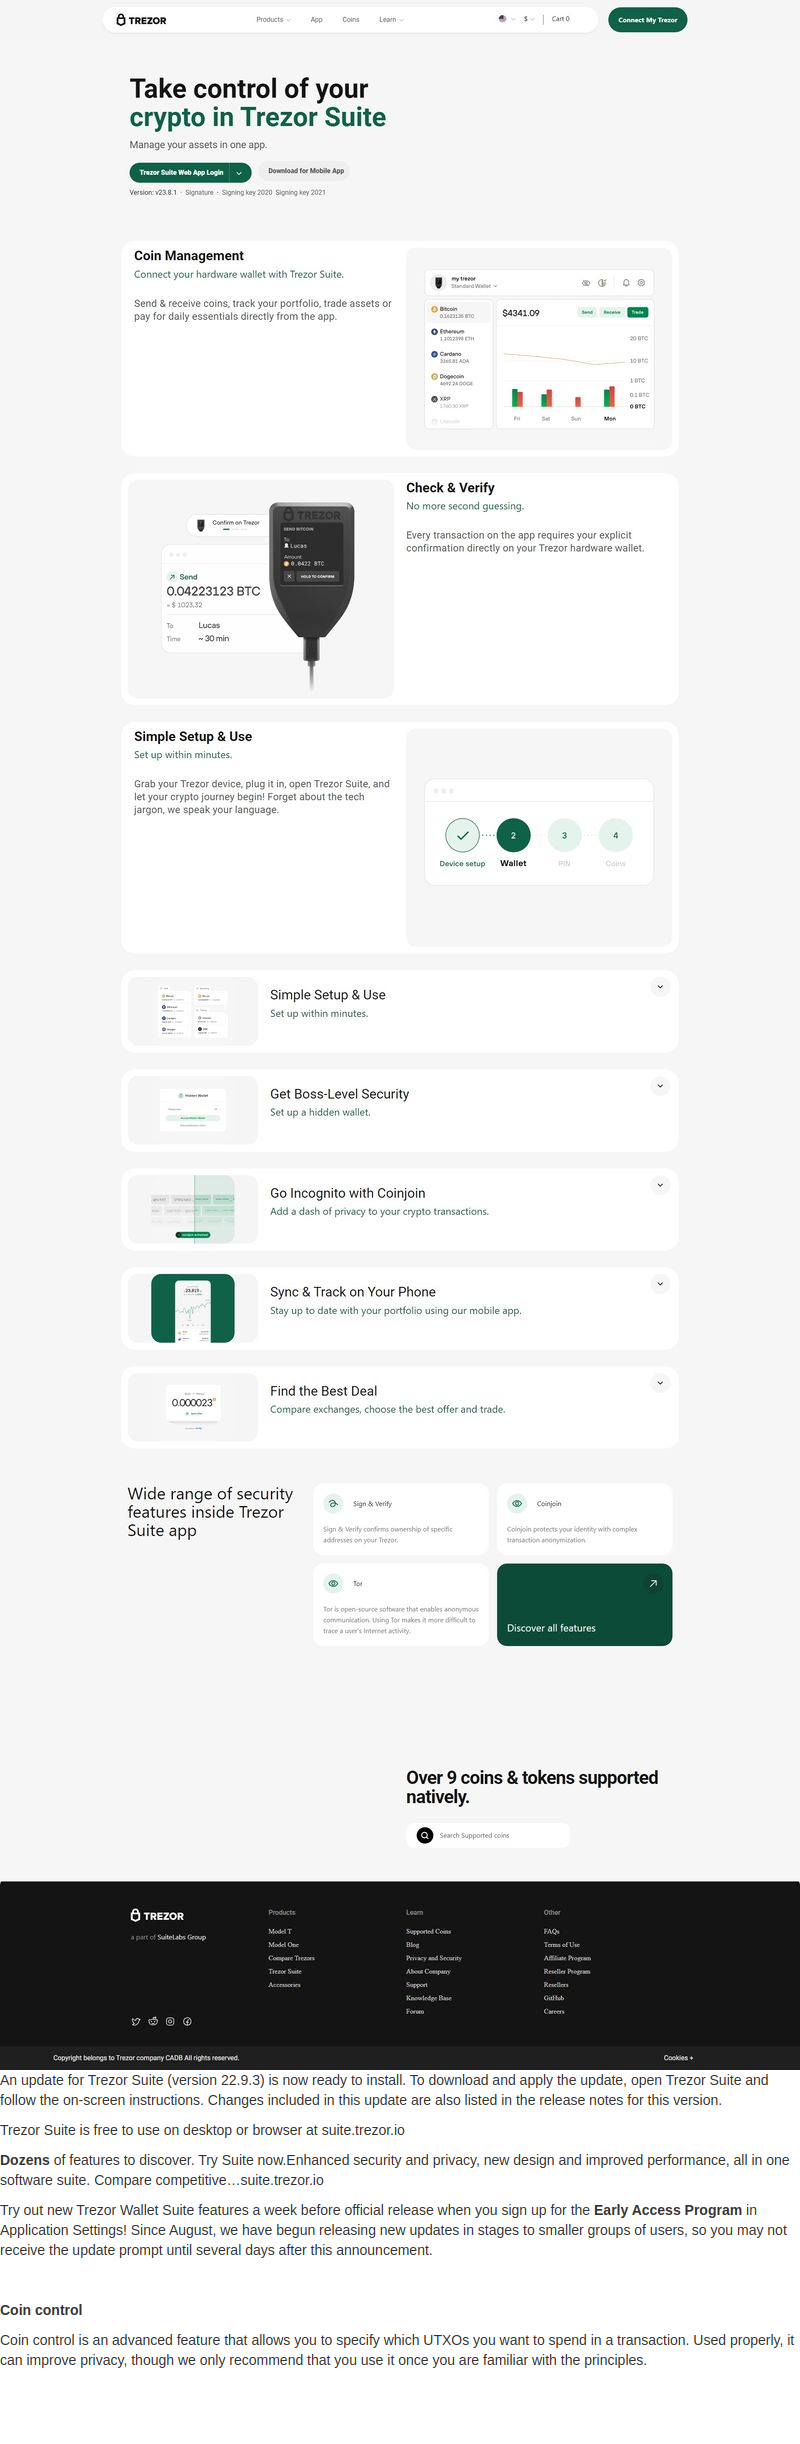 TREZOR
Products
App
Coins
Learn
$
Cart 0
Connect My Trezor
Take control of your
crypto in Trezor Suite
Manage your assets in one app.
Trezor Suite Web App Login
Download for Mobile App
Version: v23.8.1 · Signature · Signing key 2020 Signing key 2021
Coin Management
Connect your hardware wallet with Trezor Suite.
Send & receive coins, track your portfolio, trade assets or
pay for daily essentials directly from the app.
my trezor
Standard Wallet
Bitcoin
0.1623135 BTC
Ethereum
1.1012398 ETH
Cardano
3265.81 ADA
Dogecoin
4692.24 DOGE
XRP
1760.30 XRP
Litecoin
$4341.09
Send
Receive
Trade
20 BTC
10 BTC
1 BTC
0.1 BTC
0 BTC
Fri
Sat
Sun
Mon
Confirm on Trezor
Send
0.04223123 BTC
≈ $ 1023.32
To
Lucas
Time
~ 30 min
TREZOR
SEND BITCOIN
To:
Lucas
Amount:
0.0422 BTC
HOLD TO CONFIRM
Check & Verify
No more second guessing.
Every transaction on the app requires your explicit
confirmation directly on your Trezor hardware wallet.
Simple Setup & Use
Set up within minutes.
Grab your Trezor device, plug it in, open Trezor Suite, and
let your crypto journey begin! Forget about the tech
jargon, we speak your language.
2
3
4
Device setup
Wallet
PIN
Coins
Simple Setup & Use
Set up within minutes.
Hidden Wallet
Get Boss-Level Security
Set up a hidden wallet.
Go Incognito with Coinjoin
Add a dash of privacy to your crypto transactions.
Sync & Track on Your Phone
Stay up to date with your portfolio using our mobile app.
0.000023
Find the Best Deal
Compare exchanges, choose the best offer and trade.
Wide range of security
features inside Trezor
Suite app
Sign & Verify
Sign & Verify confirms ownership of specific
addresses on your Trezor.
Coinjoin
Coinjoin protects your identity with complex
transaction anonymization.
Tor
Tor is open-source software that enables anonymous
communication. Using Tor makes it more difficult to
trace a user's Internet activity.
Discover all features
Over 9 coins & tokens supported
natively.
Search Supported coins
TREZOR
a part of SuiteLabs Group
Products
Model T
Model One
Compare Trezors
Trezor Suite
Accessories
Learn
Supported Coins
Blog
Privacy and Security
About Company
Support
Knowledge Base
Forum
Other
FAQs
Terms of Use
Affiliate Program
Reseller Program
Resellers
GitHub
Careers
Copyright belongs to Trezor company CADB All rights reserved.
Cookies +
An update for Trezor Suite (version 22.9.3) is now ready to install. To download and apply the update, open Trezor Suite and
follow the on-screen instructions. Changes included in this update are also listed in the release notes for this version.
Trezor Suite is free to use on desktop or browser at suite.trezor.io
Dozens of features to discover. Try Suite now.Enhanced security and privacy, new design and improved performance, all in one
software suite. Compare competitive…suite.trezor.io
Try out new Trezor Wallet Suite features a week before official release when you sign up for the Early Access Program in
Application Settings! Since August, we have begun releasing new updates in stages to smaller groups of users, so you may not
receive the update prompt until several days after this announcement.
Coin control
Coin control is an advanced feature that allows you to specify which UTXOs you want to spend in a transaction. Used properly, it
can improve privacy, though we only recommend that you use it once you are familiar with the principles.